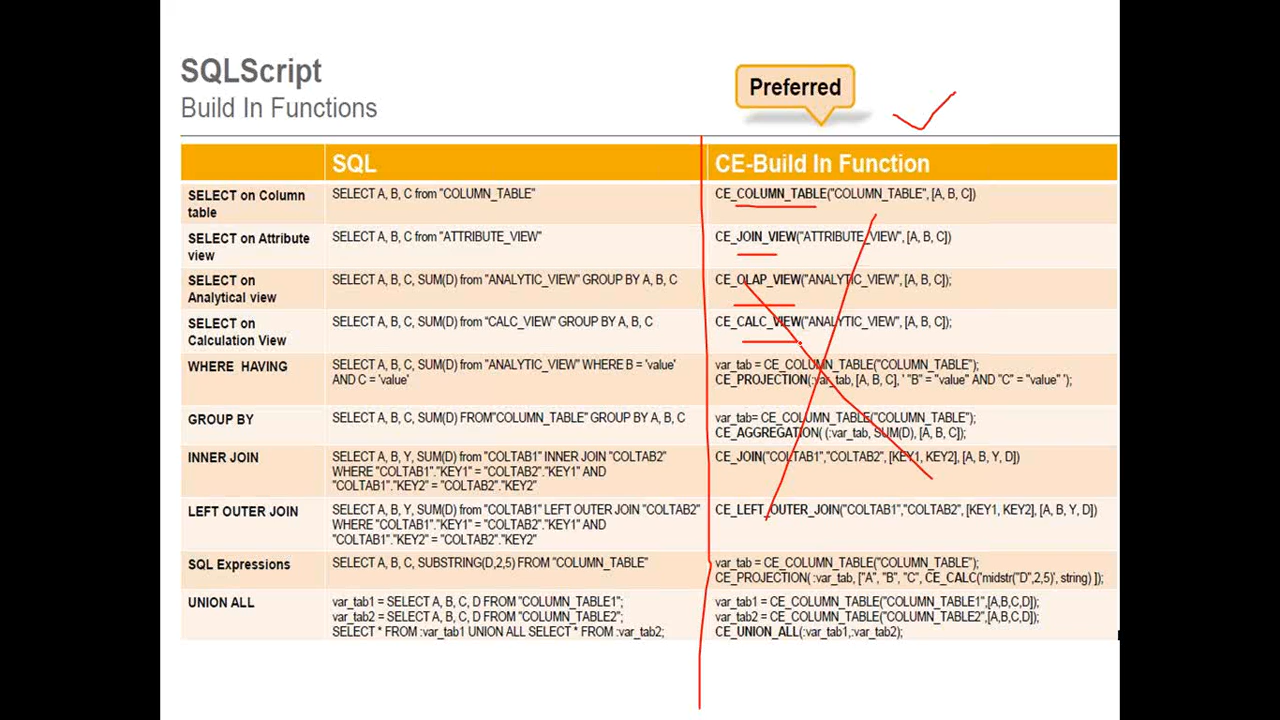 SQLScript
Build In Functions
Preferred
SQL
CE-Build In Function
SELECT on Column
table
SELECT A, B, C from "COLUMN_TABLE"
CE_COLUMN_TABLE("COLUMN_TABLE", [A, B, C])
SELECT on Attribute
view
SELECT A, B, C from "ATTRIBUTE_VIEW"
CE_JOIN_VIEW("ATTRIBUTE_VIEW", [A, B, C])
SELECT on
Analytical view
SELECT A, B, C, SUM(D) from "ANALYTIC_VIEW" GROUP BY A, B, C
CE_OLAP_VIEW("ANALYTIC_VIEW", [A, B, C]);
SELECT on
Calculation View
SELECT A, B, C, SUM(D) from "CALC_VIEW" GROUP BY A, B, C
CE_CALC_VIEW("ANALYTIC_VIEW", [A, B, C]);
WHERE HAVING
SELECT A, B, C, SUM(D) from "ANALYTIC_VIEW" WHERE B = 'value'
AND C = 'value'
var_tab = CE_COLUMN_TABLE("COLUMN_TABLE");
CE_PROJECTION(:var_tab, [A, B, C], ' "B" = "value" AND "C" = "value" ');
GROUP BY
SELECT A, B, C, SUM(D) FROM"COLUMN_TABLE" GROUP BY A, B, C
var_tab= CE_COLUMN_TABLE("COLUMN_TABLE");
CE_AGGREGATION( (:var_tab, SUM(D), [A, B, C]);
INNER JOIN
SELECT A, B, Y, SUM(D) from "COLTAB1" INNER JOIN "COLTAB2"
WHERE "COLTAB1"."KEY1" = "COLTAB2"."KEY1" AND
"COLTAB1"."KEY2" = "COLTAB2"."KEY2"
CE_JOIN("COLTAB1","COLTAB2", [KEY1, KEY2], [A, B, Y, D])
LEFT OUTER JOIN
SELECT A, B, Y, SUM(D) from "COLTAB1" LEFT OUTER JOIN "COLTAB2"
WHERE "COLTAB1"."KEY1" = "COLTAB2"."KEY1" AND
"COLTAB1"."KEY2" = "COLTAB2"."KEY2"
CE_LEFT_OUTER_JOIN("COLTAB1","COLTAB2", [KEY1, KEY2], [A, B, Y, D])
SQL Expressions
SELECT A, B, C, SUBSTRING(D,2,5) FROM "COLUMN_TABLE"
var_tab = CE_COLUMN_TABLE("COLUMN_TABLE");
CE_PROJECTION( :var_tab, ["A", "B", "C", CE_CALC('midstr("D",2,5)', string) ]);
UNION ALL
var_tab1 = SELECT A, B, C, D FROM "COLUMN_TABLE1";
var_tab2 = SELECT A, B, C, D FROM "COLUMN_TABLE2";
SELECT * FROM :var_tab1 UNION ALL SELECT * FROM :var_tab2;
var_tab1 = CE_COLUMN_TABLE("COLUMN_TABLE1",[A,B,C,D]);
var_tab2 = CE_COLUMN_TABLE("COLUMN_TABLE2",[A,B,C,D]);
CE_UNION_ALL(:var_tab1,:var_tab2);